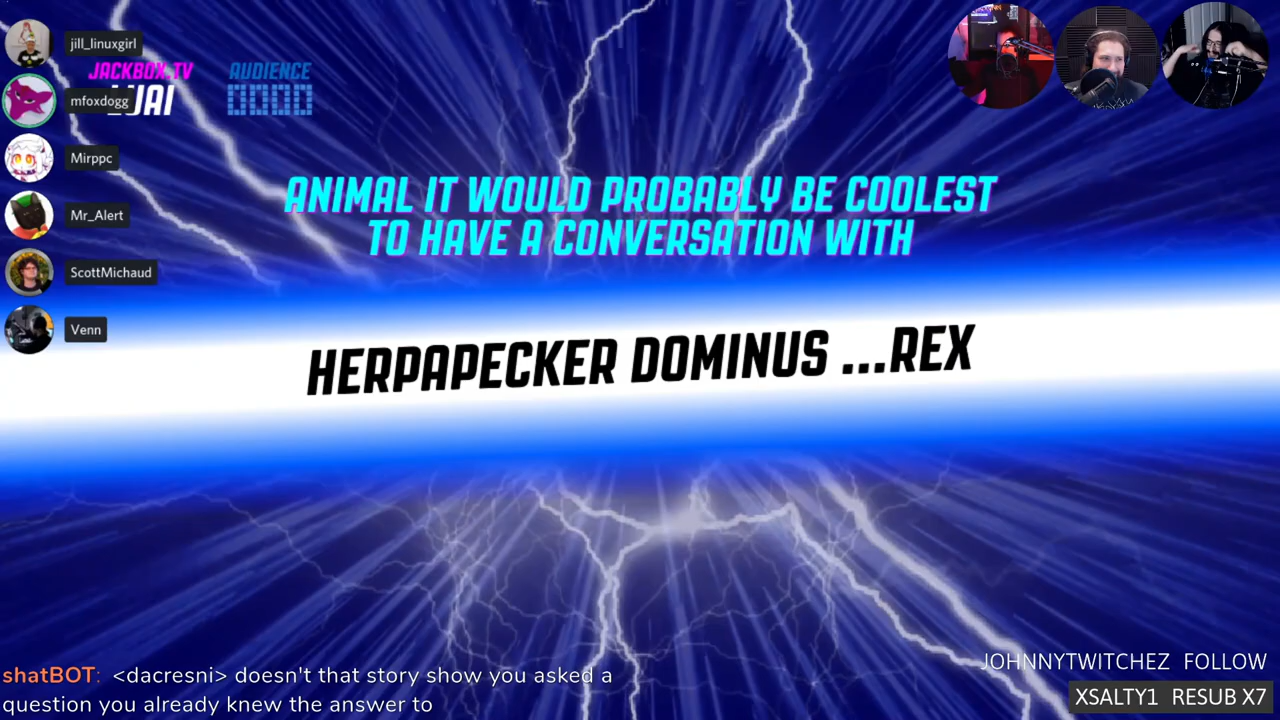 jill_linuxgirl
JACKBOX.TV
AUDIENCE
mfoxdogg
Mirppc
Mr_Alert
ScottMichaud
Venn
ANIMAL IT WOULD PROBABLY BE COOLEST
TO HAVE A CONVERSATION WITH
HERPAPECKER DOMINUS ...REX
shatBOT: <dacresni> doesn't that story show you asked a
question you already knew the answer to
JOHNNYTWITCHEZ FOLLOW
XSALTY1 RESUB X7